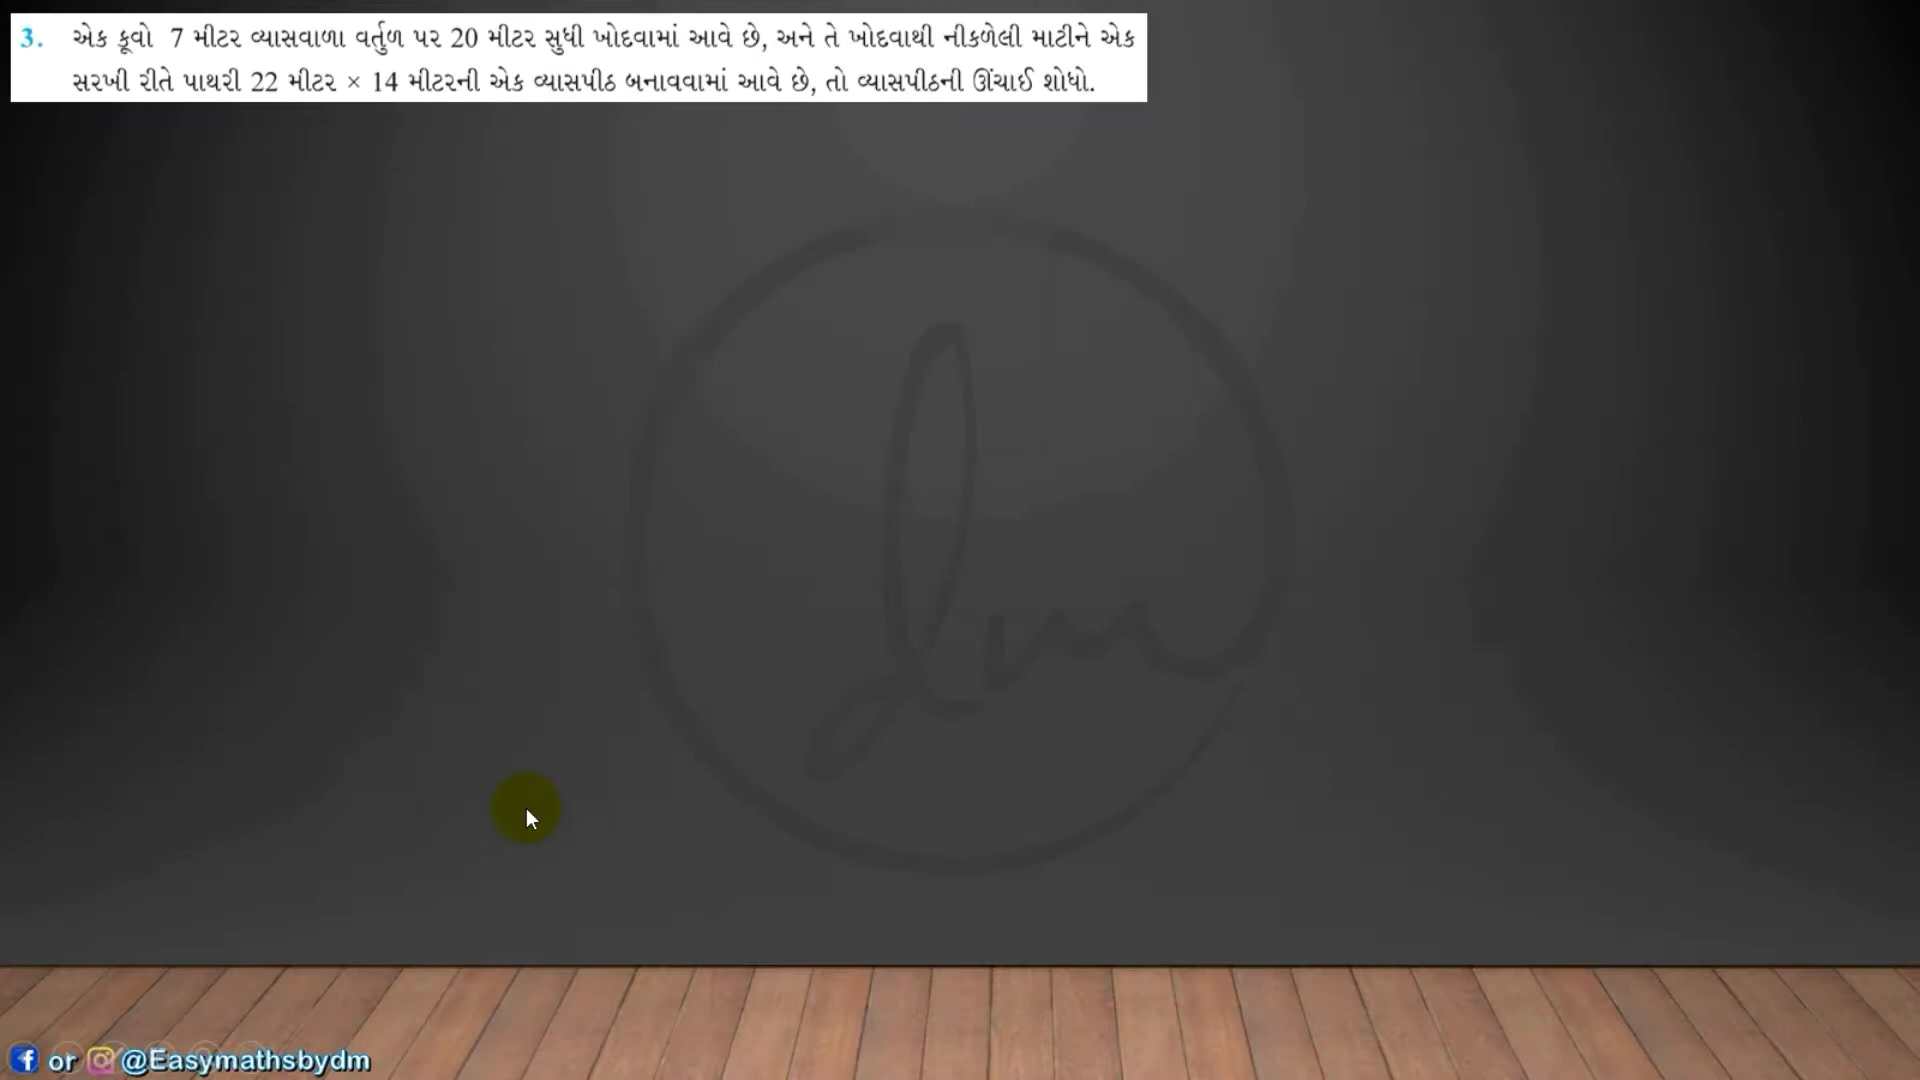 3. એક કૂવો 7 મીટર વ્યાસવાળા વર્તુળ પર 20 મીટર સુધી ખોદવામાં આવે છે, અને તે ખોદવાથી નીકળેલી માટીને એક
સરખી રીતે પાથરી 22 મીટર × 14 મીટરની એક વ્યાસપીઠ બનાવવામાં આવે છે, તો વ્યાસપીઠની ઊંચાઈ શોધો.
dm
f or @Easymathsbydm